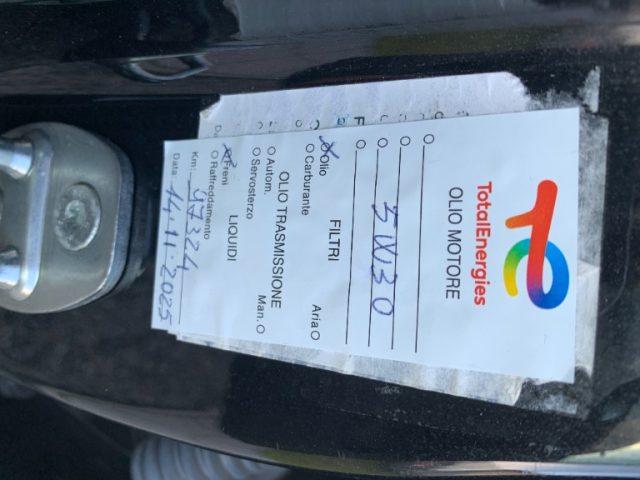 TotalEnergies
OLIO MOTORE
5W30
FILTRI
Olio
Aria
Carburante
OLIO TRASMISSIONE
Autom.
Man.
Servosterzo
LIQUIDI
Freni
Raffreddamento
Km: 97324
Data: 14.11.2025